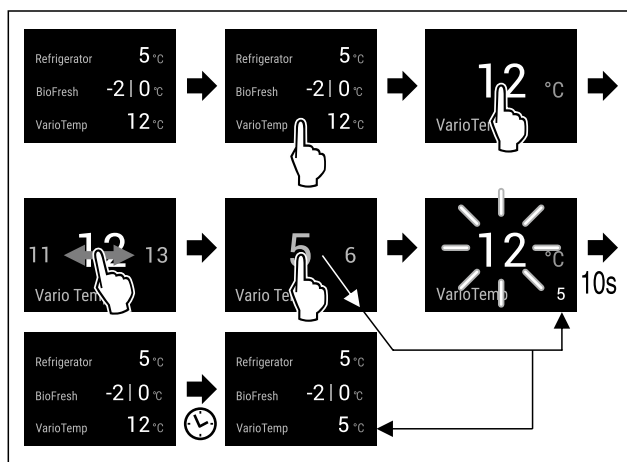 Refrigerator 5 °C
BioFresh -2 | 0 °C
VarioTemp 12 °C
Refrigerator 5 °C
BioFresh -2 | 0 °C
VarioTemp 12 °C
12 °C
VarioTemp
11 12 13
Vario Tem
5 6
Vario Te
12 °C
VarioTemp 5
10s
Refrigerator 5 °C
BioFresh -2 | 0 °C
VarioTemp 12 °C
Refrigerator 5 °C
BioFresh -2 | 0 °C
VarioTemp 5 °C